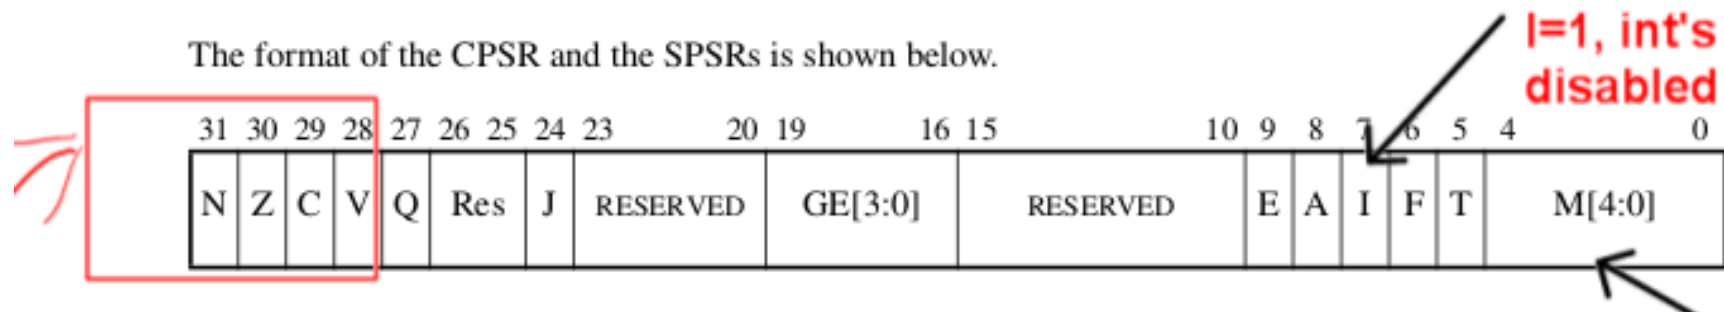 I=1, int's
disabled
The format of the CPSR and the SPSRs is shown below.
31 30 29 28 27 26 25 24 23 20 19 16 15 10 9 8 7 6 5 4 0
N Z C V Q Res J RESERVED GE[3:0] RESERVED E A I F T M[4:0]